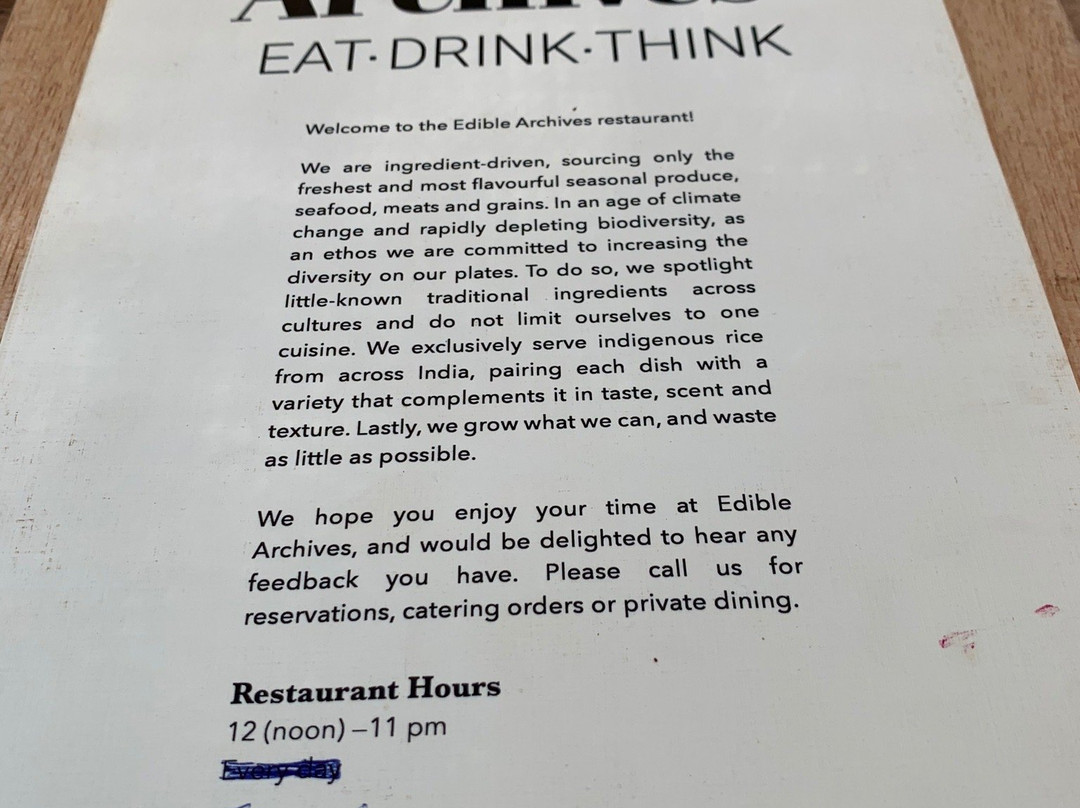 Archives
EAT·DRINK·THINK
Welcome to the Edible Archives restaurant!
We are ingredient-driven, sourcing only the
freshest and most flavourful seasonal produce,
seafood, meats and grains. In an age of climate
change and rapidly depleting biodiversity, as
an ethos we are committed to increasing the
diversity on our plates. To do so, we spotlight
little-known traditional ingredients across
cultures and do not limit ourselves to one
cuisine. We exclusively serve indigenous rice
from across India, pairing each dish with a
variety that complements it in taste, scent and
texture. Lastly, we grow what we can, and waste
as little as possible.
We hope you enjoy your time at Edible
Archives, and would be delighted to hear any
feedback you have. Please call us for
reservations, catering orders or private dining.
Restaurant Hours
12 (noor) –11 pm
Every day